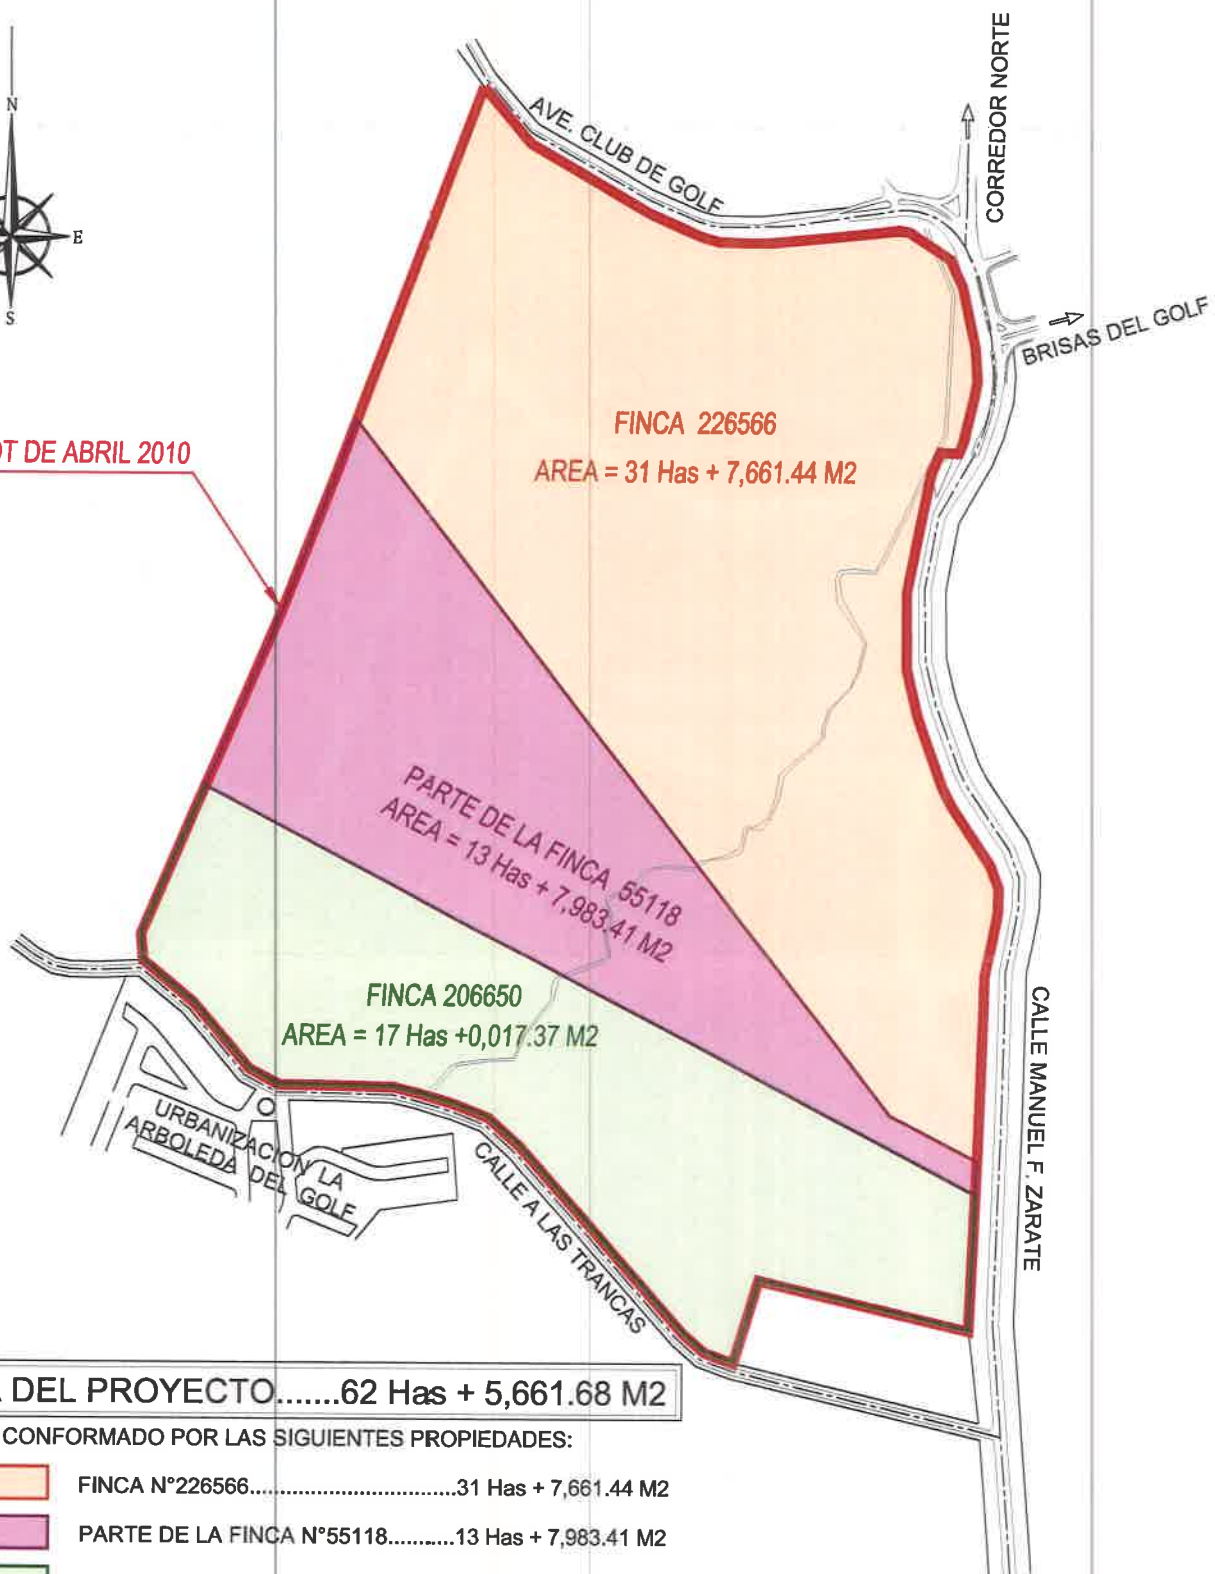 N
E
S
CORREDOR NORTE
AVE. CLUB DE GOLF
BRISAS DEL GOLF
FINCA 226566
AREA = 31 Has + 7,661.44 M2
DE ABRIL 2010
PARTE DE LA FINCA 55118
AREA = 13 Has + 7,983.41 M2
FINCA 206650
AREA = 17 Has +0,017.37 M2
CALLE MANUEL F. ZARATE
URBANIZACION LA
ARBOLEDA DEL GOLF
CALLE A LAS TRANCAS
DEL PROYECTO.......62 Has + 5,661.68 M2
CONFORMADO POR LAS SIGUIENTES PROPIEDADES:
FINCA N°226566..................................31 Has + 7,661.44 M2
PARTE DE LA FINCA N°55118...........13 Has + 7,983.41 M2